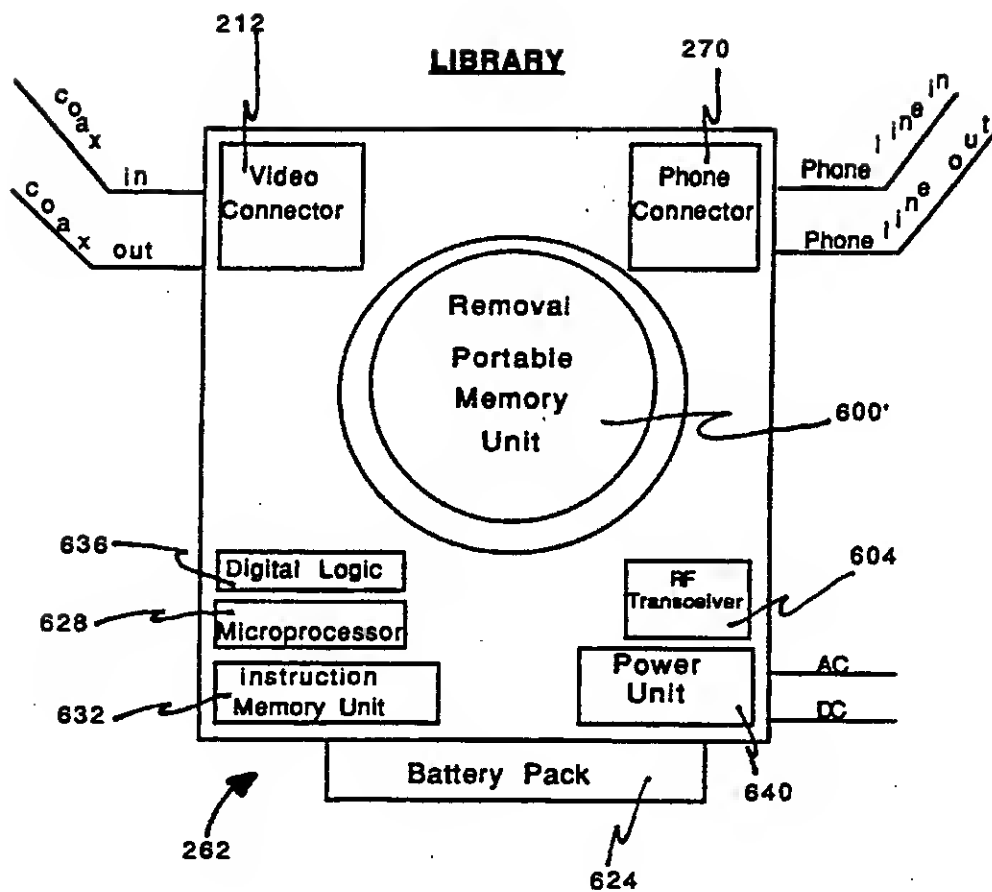 212
LIBRARY
270
coax in
coax out
Video
Connector
Phone
Connector
Phone line in
Phone line out
Removal
Portable
Memory
Unit
600'
636
Digital Logic
628
Microprocessor
632
Instruction
Memory Unit
RF
Transceiver
604
Power
Unit
AC
DC
640
Battery Pack
262
624